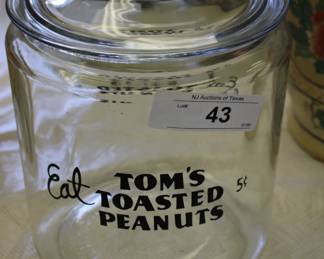 NJ Auctions of Texas
Lot#
43
Eat TOM'S
TOASTED 5¢
PEANUTS